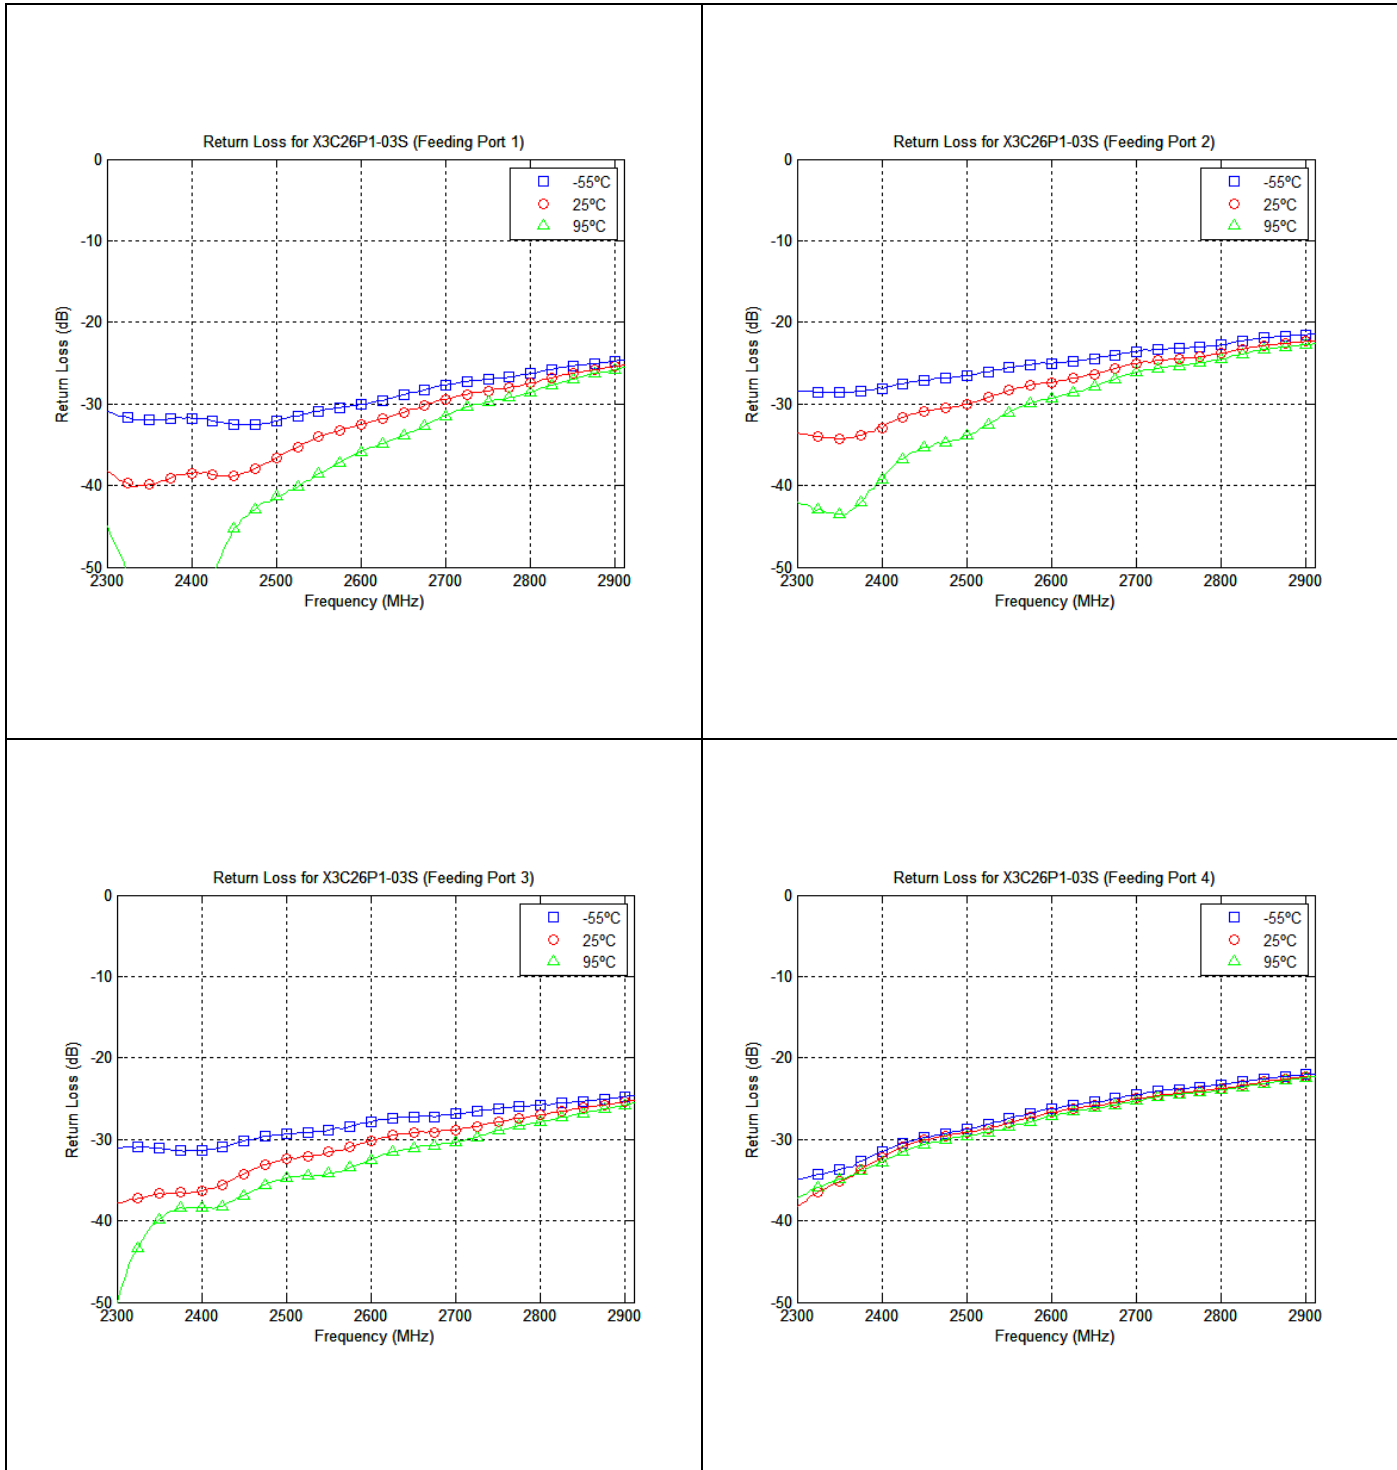 Return Loss for X3C26P1-03S (Feeding Port 1)
0
-10
-20
-30
-40
-50
Return Loss (dB)
-55ºC
25ºC
95ºC
2300 2400 2500 2600 2700 2800 2900
Frequency (MHz)
Return Loss for X3C26P1-03S (Feeding Port 2)
0
-10
-20
-30
-40
-50
Return Loss (dB)
-55ºC
25ºC
95ºC
2300 2400 2500 2600 2700 2800 2900
Frequency (MHz)
Return Loss for X3C26P1-03S (Feeding Port 3)
0
-10
-20
-30
-40
-50
Return Loss (dB)
-55ºC
25ºC
95ºC
2300 2400 2500 2600 2700 2800 2900
Frequency (MHz)
Return Loss for X3C26P1-03S (Feeding Port 4)
0
-10
-20
-30
-40
-50
Return Loss (dB)
-55ºC
25ºC
95ºC
2300 2400 2500 2600 2700 2800 2900
Frequency (MHz)